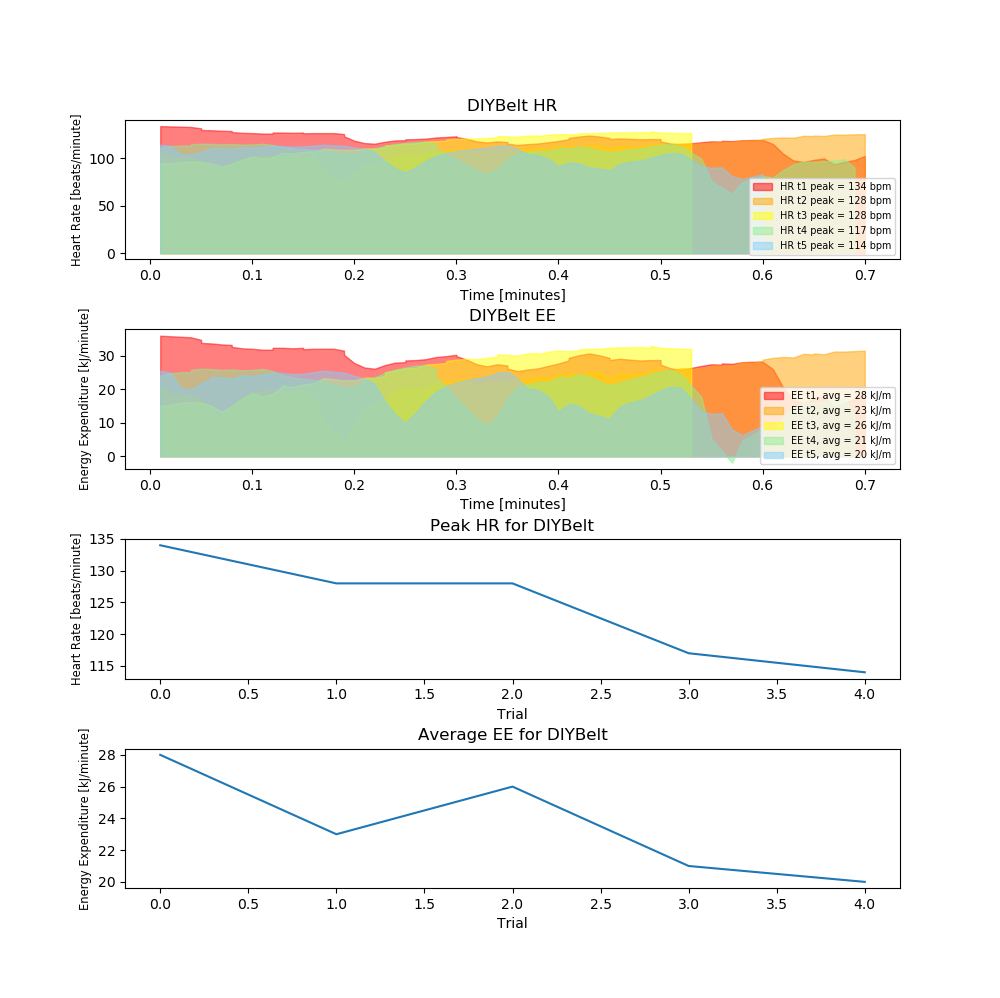 DIYBelt HR
Heart Rate [beats/minute]
100
50
0
HR t1 peak = 134 bpm
HR t2 peak = 128 bpm
HR t3 peak = 128 bpm
HR t4 peak = 117 bpm
HR t5 peak = 114 bpm
0.0 0.1 0.2 0.3 0.4 0.5 0.6 0.7
Time [minutes]
DIYBelt EE
Energy Expenditure [kJ/minute]
30
20
10
0
EE t1, avg = 28 kJ/m
EE t2, avg = 23 kJ/m
EE t3, avg = 26 kJ/m
EE t4, avg = 21 kJ/m
EE t5, avg = 20 kJ/m
0.0 0.1 0.2 0.3 0.4 0.5 0.6 0.7
Time [minutes]
Peak HR for DIYBelt
Heart Rate [beats/minute]
135
130
125
120
115
0.0 0.5 1.0 1.5 2.0 2.5 3.0 3.5 4.0
Trial
Average EE for DIYBelt
Energy Expenditure [kJ/minute]
28
26
24
22
20
0.0 0.5 1.0 1.5 2.0 2.5 3.0 3.5 4.0
Trial